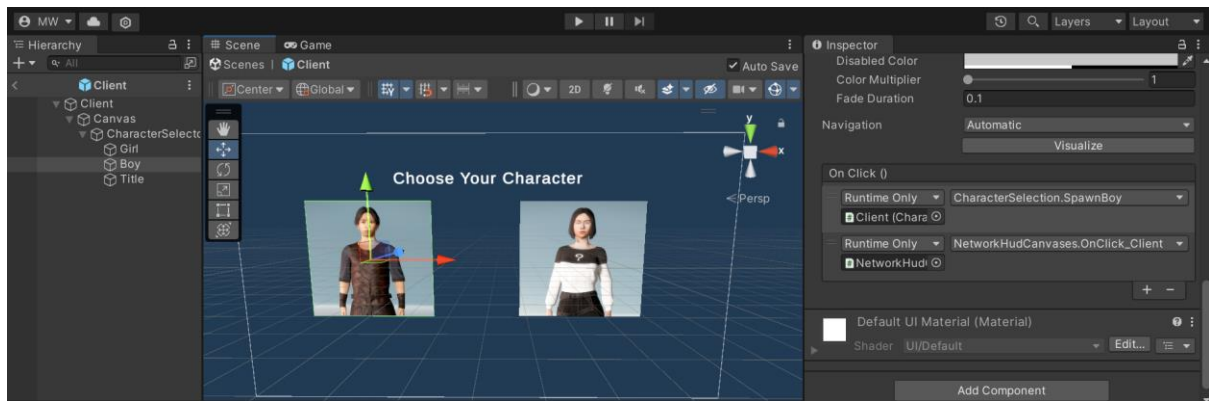 MW
Layers
Layout
Hierarchy
All
Client
Client
Canvas
CharacterSelecto
Girl
Boy
Title
Scene
Game
Scenes | Client
Auto Save
Center
Global
2D
y
x
Persp
Choose Your Character
?
Inspector
Disabled Color
Color Multiplier
1
Fade Duration
0.1
Navigation
Automatic
Visualize
On Click ()
Runtime Only
CharacterSelection.SpawnBoy
Client (Chara
Runtime Only
NetworkHudCanvases.OnClick_Client
NetworkHud
+ -
Default UI Material (Material)
Shader
UI/Default
Edit...
Add Component